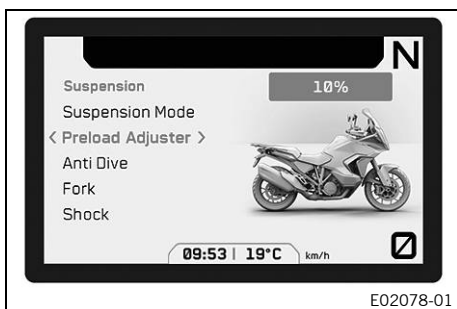 N
Suspension
10%
Suspension Mode
< Preload Adjuster >
Anti Dive
Fork
Shock
09:53 | 19°C km/h
0
E02078-01